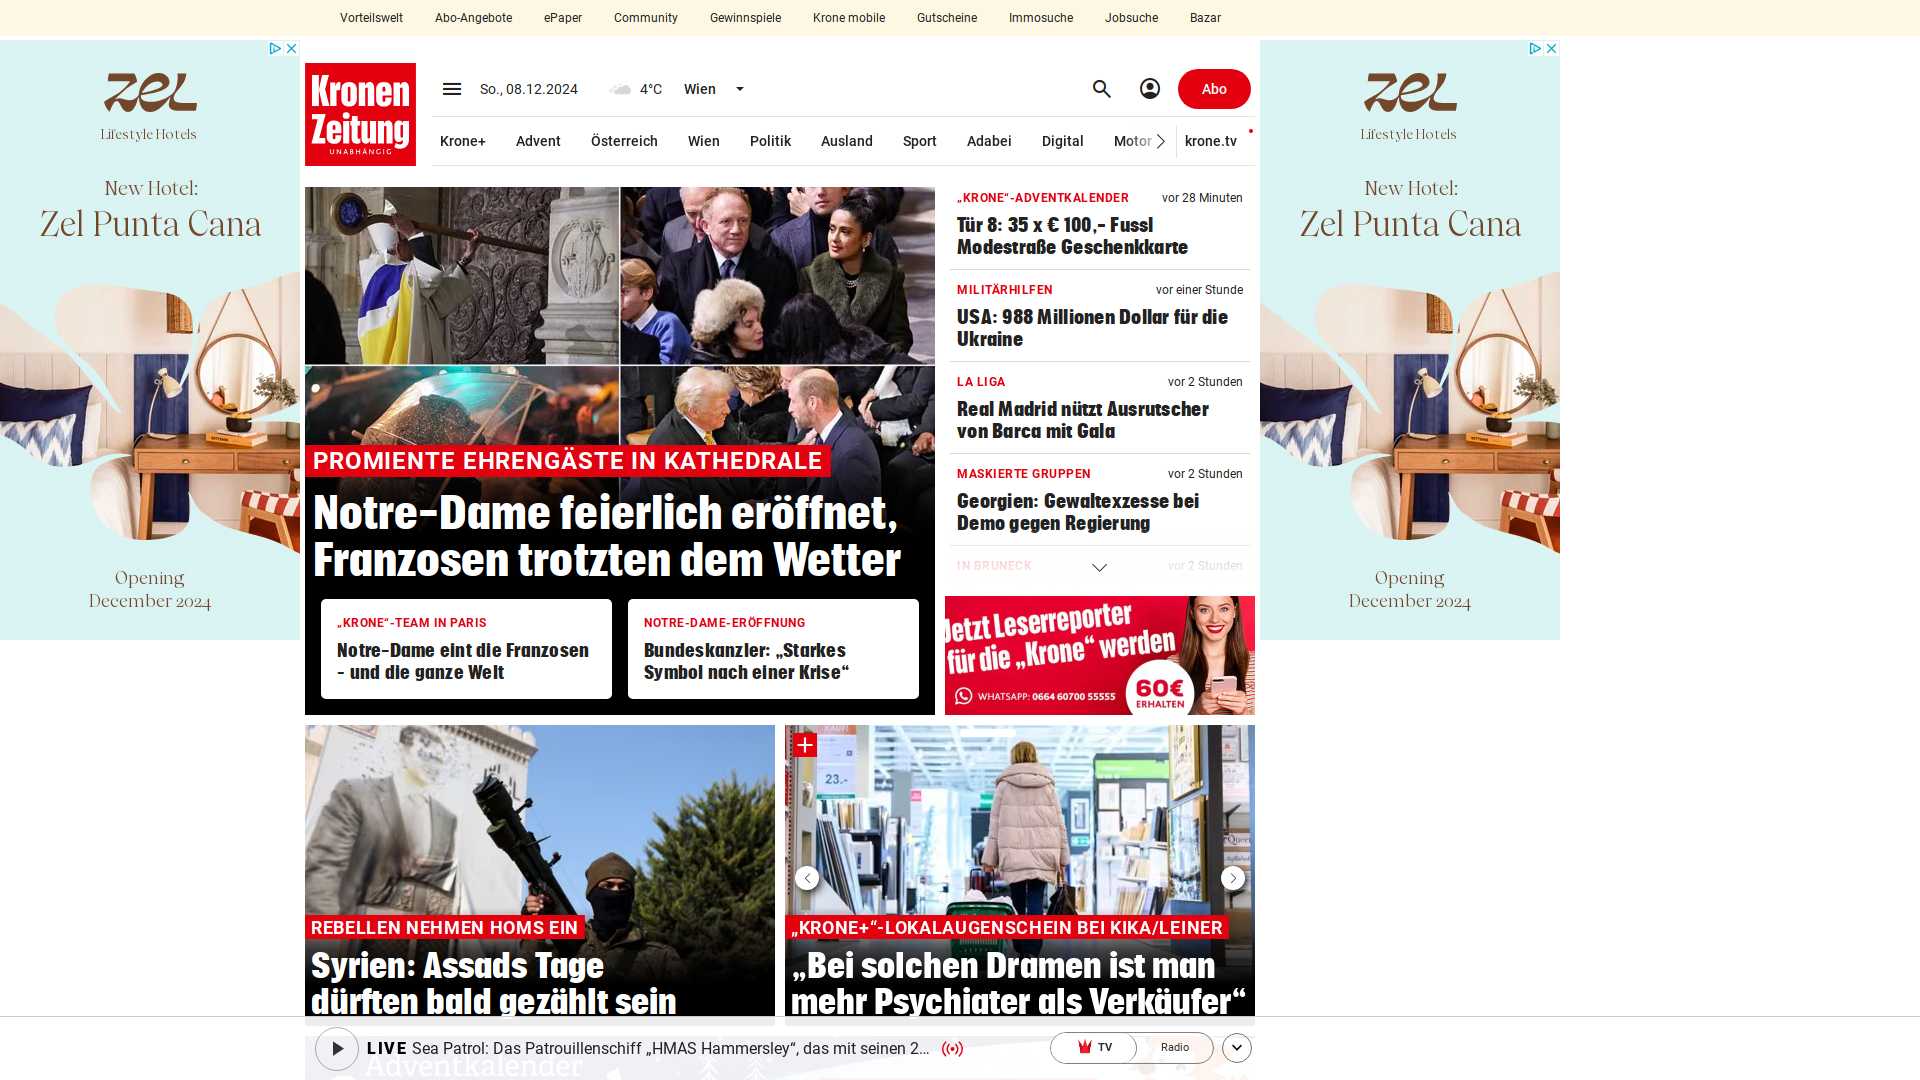 Vorteilswelt
Abo-Angebote
ePaper
Community
Gewinnspiele
Krone mobile
Gutscheine
Immosuche
Jobsuche
Bazar
zel
Lifestyle Hotels
New Hotel:
Zel Punta Cana
Opening
December 2024
Kronen
Zeitung
UNABHÄNGIG
So., 08.12.2024
4°C
Wien
Abo
Krone+
Advent
Österreich
Wien
Politik
Ausland
Sport
Adabei
Digital
Motor
krone.tv
PROMIENTE EHRENGÄSTE IN KATHEDRALE
Notre-Dame feierlich eröffnet,
Franzosen trotzten dem Wetter
„KRONE“-TEAM IN PARIS
Notre-Dame eint die Franzosen
– und die ganze Welt
NOTRE-DAME-ERÖFFNUNG
Bundeskanzler: „Starkes
Symbol nach einer Krise“
„KRONE“-ADVENTKALENDER
vor 28 Minuten
Tür 8: 35 x € 100,- Fussl
Modestraße Geschenkkarte
MILITÄRHILFEN
vor einer Stunde
USA: 988 Millionen Dollar für die
Ukraine
LA LIGA
vor 2 Stunden
Real Madrid nützt Ausrutscher
von Barca mit Gala
MASKIERTE GRUPPEN
vor 2 Stunden
Georgien: Gewaltexzesse bei
Demo gegen Regierung
IN BRUNECK
vor 2 Stunden
Jetzt Leserreporter
für die „Krone“ werden
WHATSAPP: 0664 60700 55555
60€
ERHALTEN
zel
Lifestyle Hotels
New Hotel:
Zel Punta Cana
Opening
December 2024
REBELLEN NEHMEN HOMS EIN
Syrien: Assads Tage
dürften bald gezählt sein
23.-
„KRONE+“-LOKALAUGENSCHEIN BEI KIKA/LEINER
„Bei solchen Dramen ist man
mehr Psychiater als Verkäufer“
LIVE Sea Patrol: Das Patrouillenschiff „HMAS Hammersley“, das mit seinen 2…
TV
Radio
Adventkalender